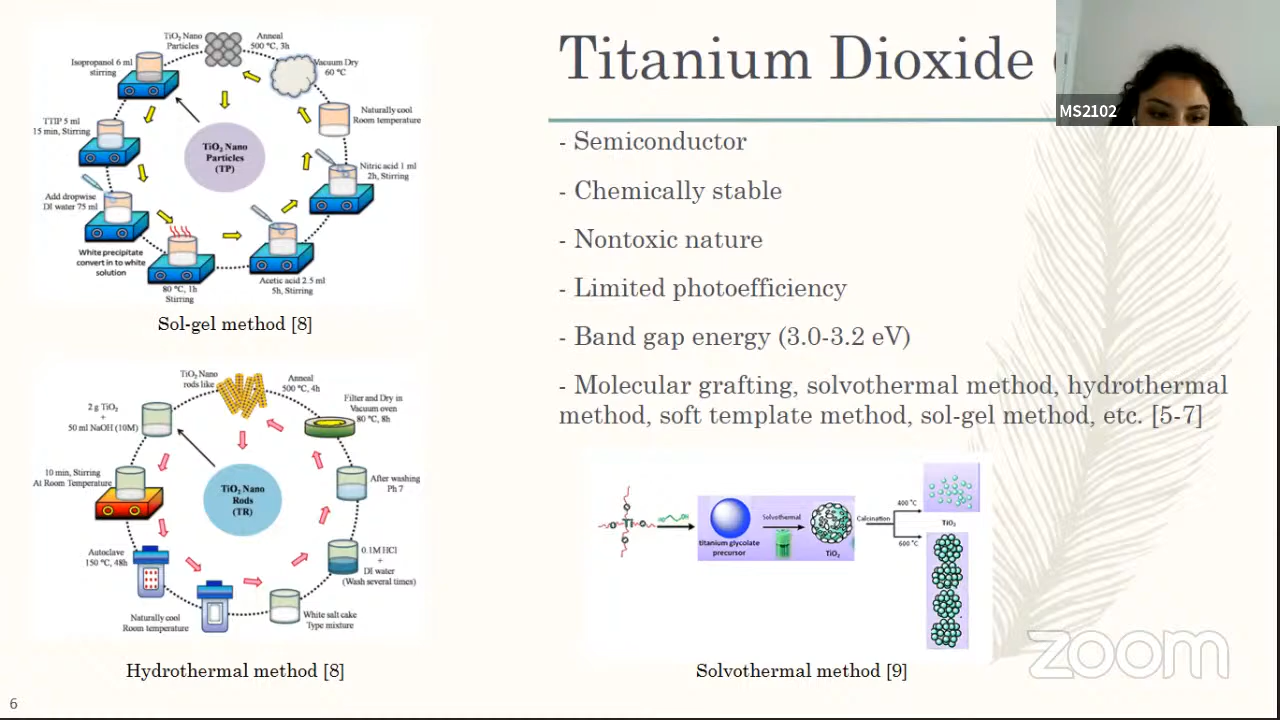 Titanium Dioxide (
MS2102
- Semiconductor
- Chemically stable
- Nontoxic nature
- Limited photoefficiency
- Band gap energy (3.0-3.2 eV)
- Molecular grafting, solvothermal method, hydrothermal
method, soft template method, sol-gel method, etc. [5-7]
TiO₂ Nano
Particles
Anneal
500 °C, 3h
Isopropanol 6 ml
stirring
Vacuum Dry
60 °C
TTIP 5 ml
15 min, Stirring
Naturally cool
Room temperature
TiO₂ Nano
Particles
(TP)
Nitric acid 1 ml
2h, Stirring
Add dropwise
DI water 75 ml
White precipitate
convert in to white
solution
80 °C, 1h
Stirring
Acetic acid 2.5 ml
5h, Stirring
Sol-gel method [8]
TiO₂ Nano
rods like
Anneal
500 °C, 4h
2 g TiO₂
+
50 ml NaOH (10M)
Filter and Dry in
Vacuum oven
80 °C, 8h
10 min, Stirring
At Room Temperature
TiO₂ Nano
Rods
(TR)
After washing
Ph 7
Autoclave
150 °C, 48h
0.1M HCl
+
DI water
(Wash several times)
Naturally cool
Room temperature
White salt cake
Type mixture
Hydrothermal method [8]
Ti
titanium glycolate
precursor
Solvothermal
TiO₂
Calcination
400 °C
TiO₂
600 °C
Solvothermal method [9]
zoom
6